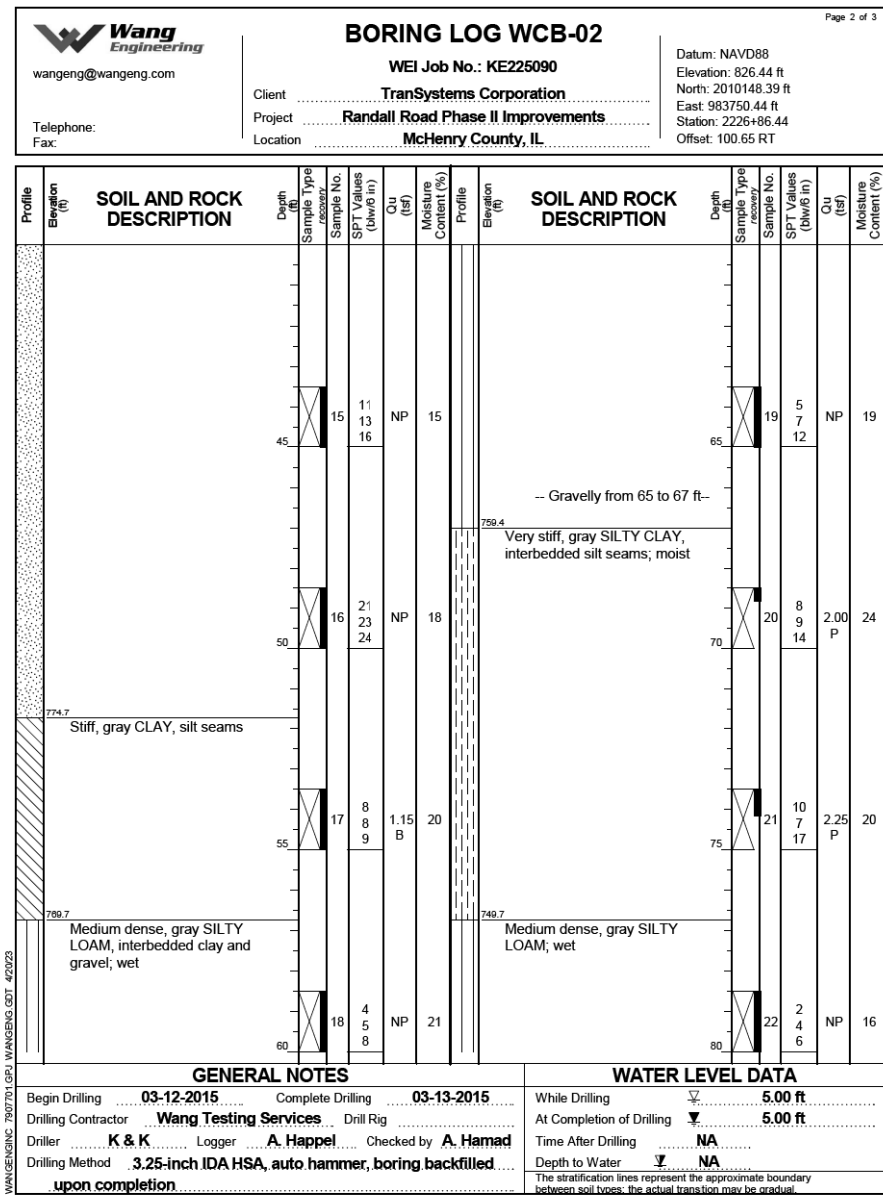 Page 2 of 3
Wang
Engineering
wangeng@wangeng.com
Telephone:
Fax:
BORING LOG WCB-02
WEI Job No.: KE225090
Client TranSystems Corporation
Project Randall Road Phase II Improvements
Location McHenry County, IL
Datum: NAVD88
Elevation: 826.44 ft
North: 2010148.39 ft
East: 983750.44 ft
Station: 2226+86.44
Offset: 100.65 RT
Profile
Elevation (ft)
SOIL AND ROCK
DESCRIPTION
Depth (ft)
Sample Type
recovery
Sample No.
SPT Values (blw/6 in)
Qu (tsf)
Moisture Content (%)
Profile
Elevation (ft)
SOIL AND ROCK
DESCRIPTION
Depth (ft)
Sample Type
recovery
Sample No.
SPT Values (blw/6 in)
Qu (tsf)
Moisture Content (%)
11
15 13 NP 15
45 16
21
16 23 NP 18
50 24
774.7
Stiff, gray CLAY, silt seams
8
17 8 1.15 20
55 9 B
769.7
Medium dense, gray SILTY
LOAM, interbedded clay and
gravel; wet
4
18 5 NP 21
60 8
5
19 7 NP 19
65 12
-- Gravelly from 65 to 67 ft--
759.4
Very stiff, gray SILTY CLAY,
interbedded silt seams; moist
8
20 9 2.00 24
70 14 P
10
21 7 2.25 20
75 17 P
749.7
Medium dense, gray SILTY
LOAM; wet
2
22 4 NP 16
80 6
WANGENGINC 7907701.GPJ WANGENG.GDT 4/20/23
GENERAL NOTES
Begin Drilling 03-12-2015 Complete Drilling 03-13-2015
Drilling Contractor Wang Testing Services Drill Rig
Driller K & K Logger A. Happel Checked by A. Hamad
Drilling Method 3.25-inch IDA HSA, auto hammer, boring backfilled
upon completion
WATER LEVEL DATA
While Drilling 5.00 ft
At Completion of Drilling 5.00 ft
Time After Drilling NA
Depth to Water NA
The stratification lines represent the approximate boundary
between soil types; the actual transition may be gradual.